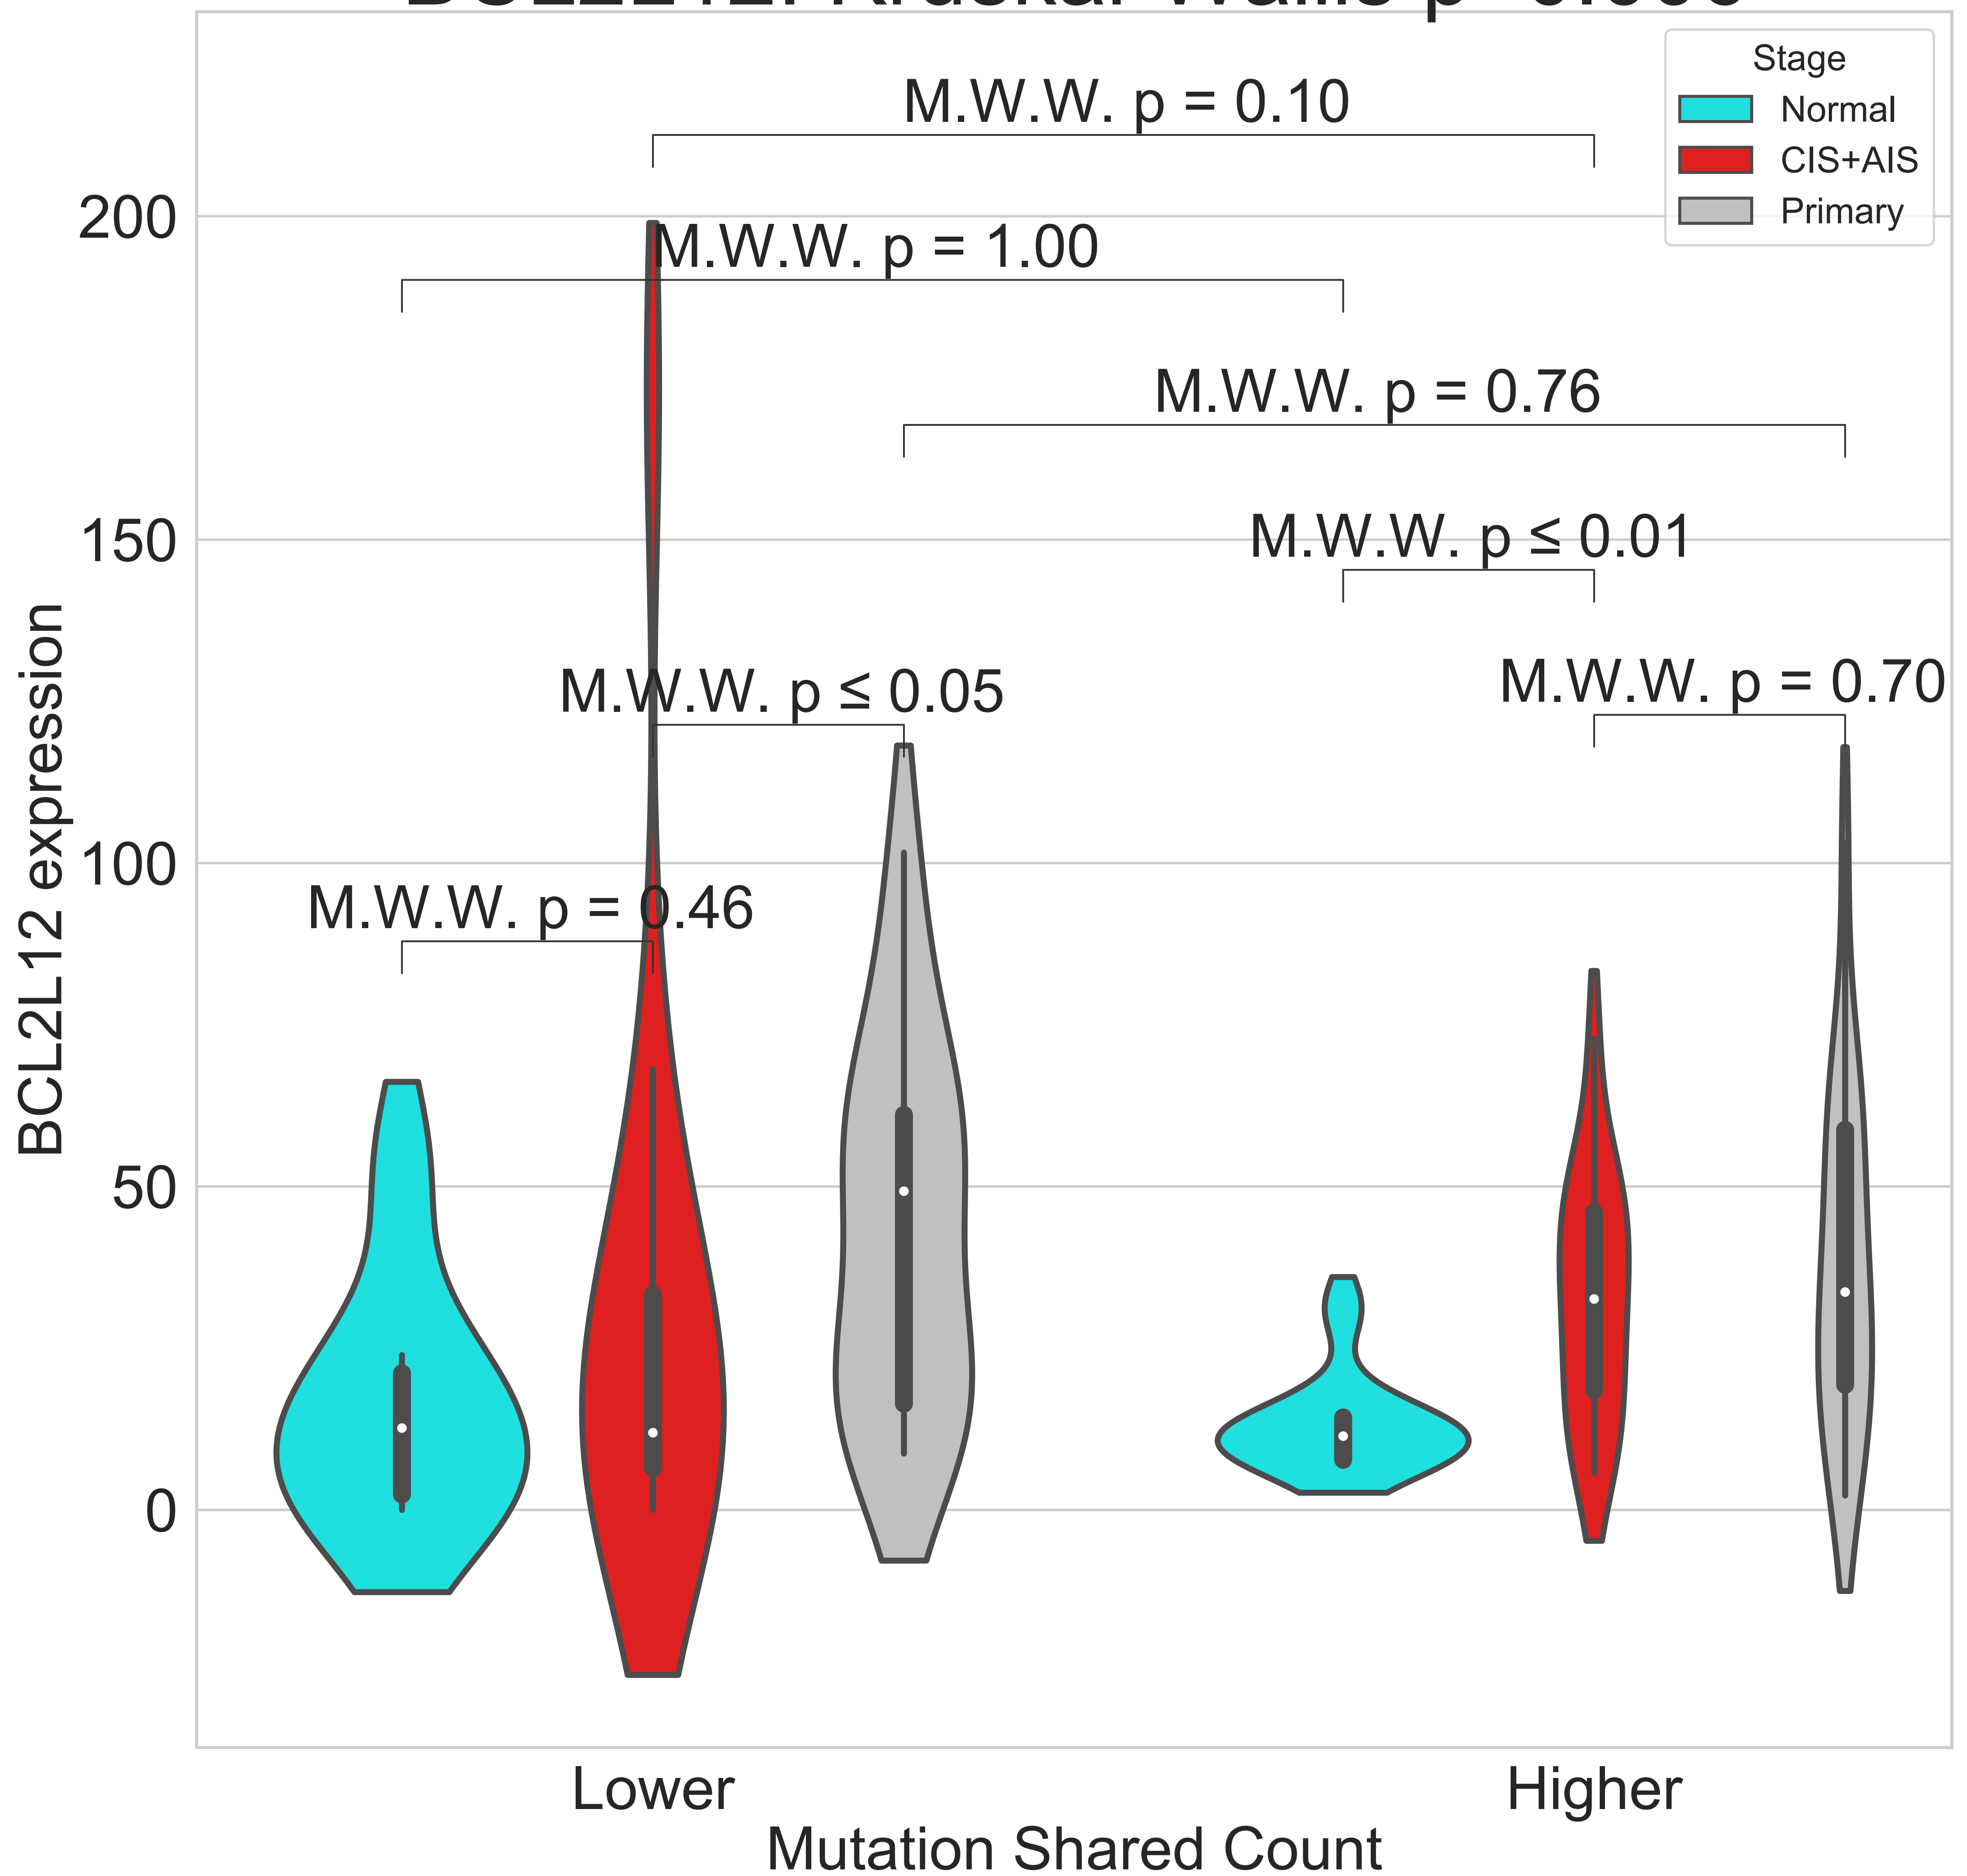 Stage
Normal
CIS+AIS
Primary
M.W.W. p = 0.10
M.W.W. p = 1.00
M.W.W. p = 0.76
M.W.W. p ≤ 0.01
M.W.W. p ≤ 0.05
M.W.W. p = 0.70
M.W.W. p = 0.46
200
150
100
50
0
BCL2L12 expression
Lower
Higher
Mutation Shared Count